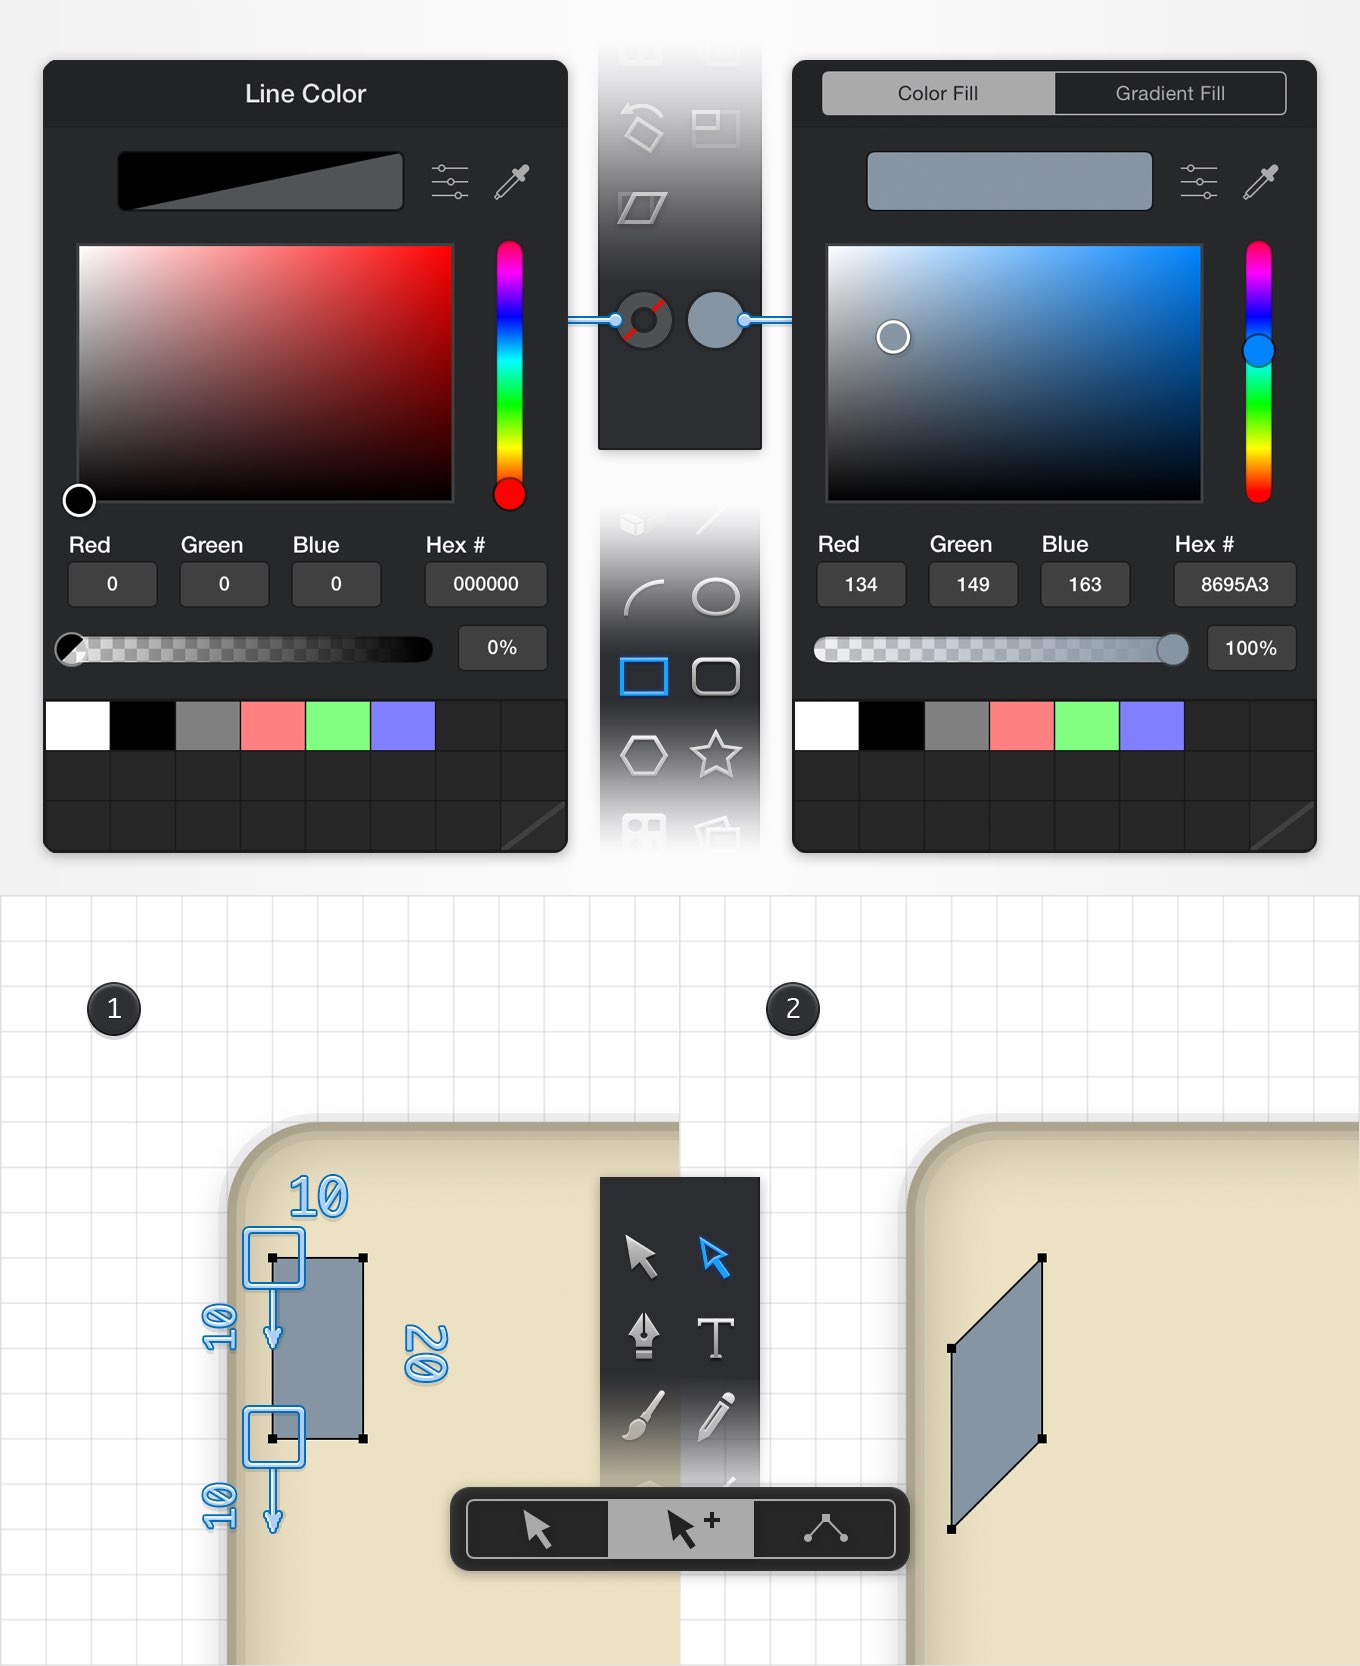 Line Color
Color Fill
Gradient Fill
Red
Green
Blue
Hex #
0
0
0
000000
0%
Red
Green
Blue
Hex #
134
149
163
8695A3
100%
1
2
10
10
20
10
T